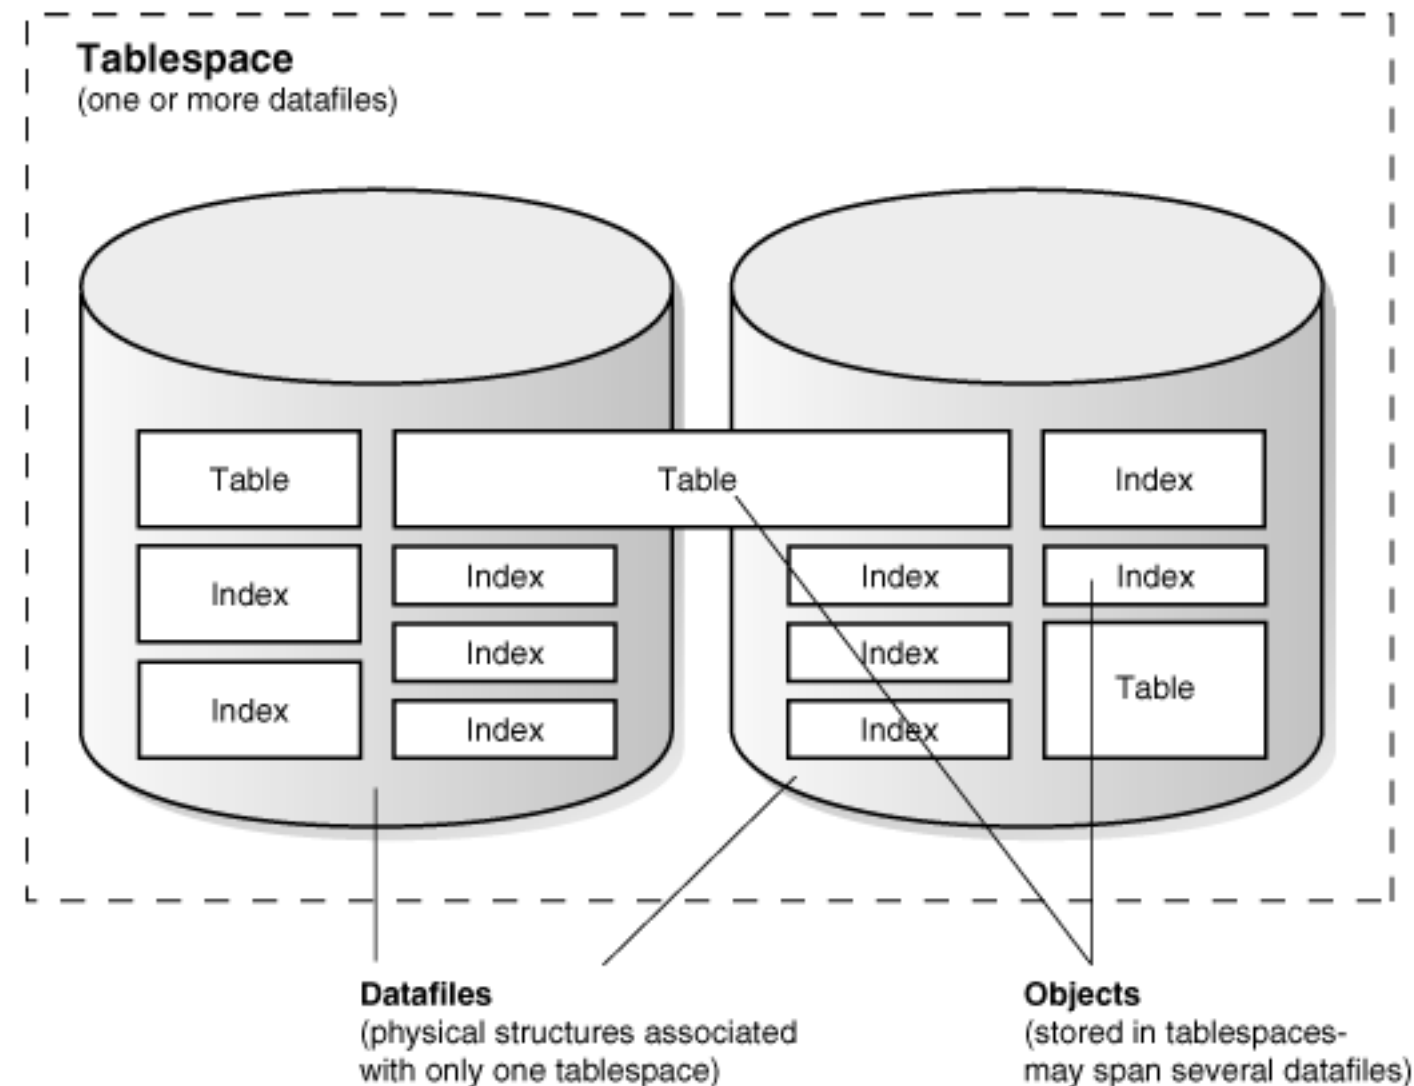 Tablespace
(one or more datafiles)
Table
Table
Index
Index
Index
Index
Index
Index
Index
Index
Table
Index
Index
Index
Datafiles
(physical structures associated
with only one tablespace)
Objects
(stored in tablespaces-
may span several datafiles)